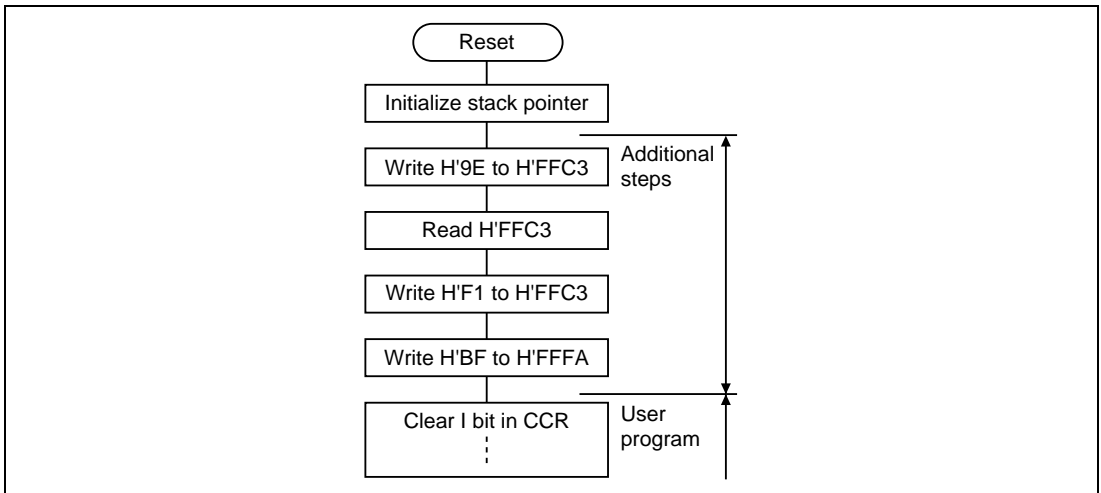 Reset
Initialize stack pointer
Additional
steps
Write H'9E to H'FFC3
Read H'FFC3
Write H'F1 to H'FFC3
Write H'BF to H'FFFA
Clear I bit in CCR
User
program